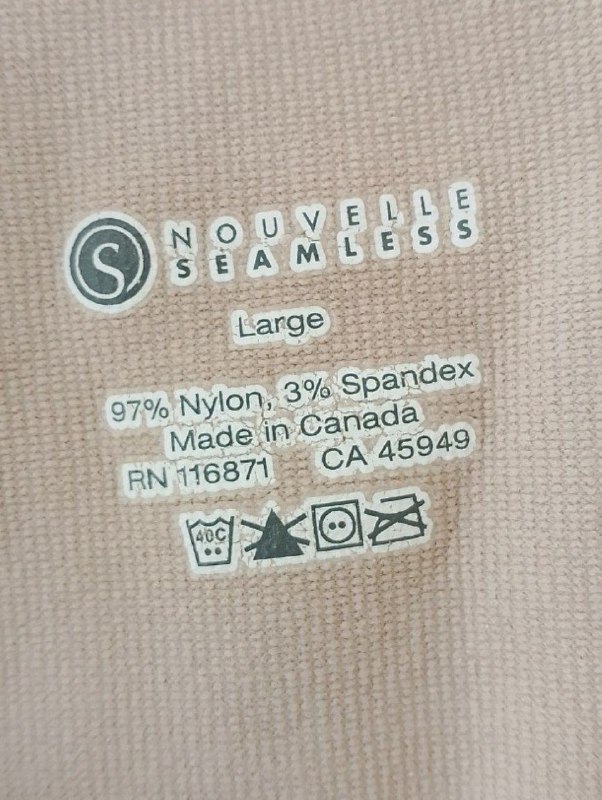 S
NOUVELLE
SEAMLESS
Large
97% Nylon, 3% Spandex
Made in Canada
RN 116871 CA 45949
40C